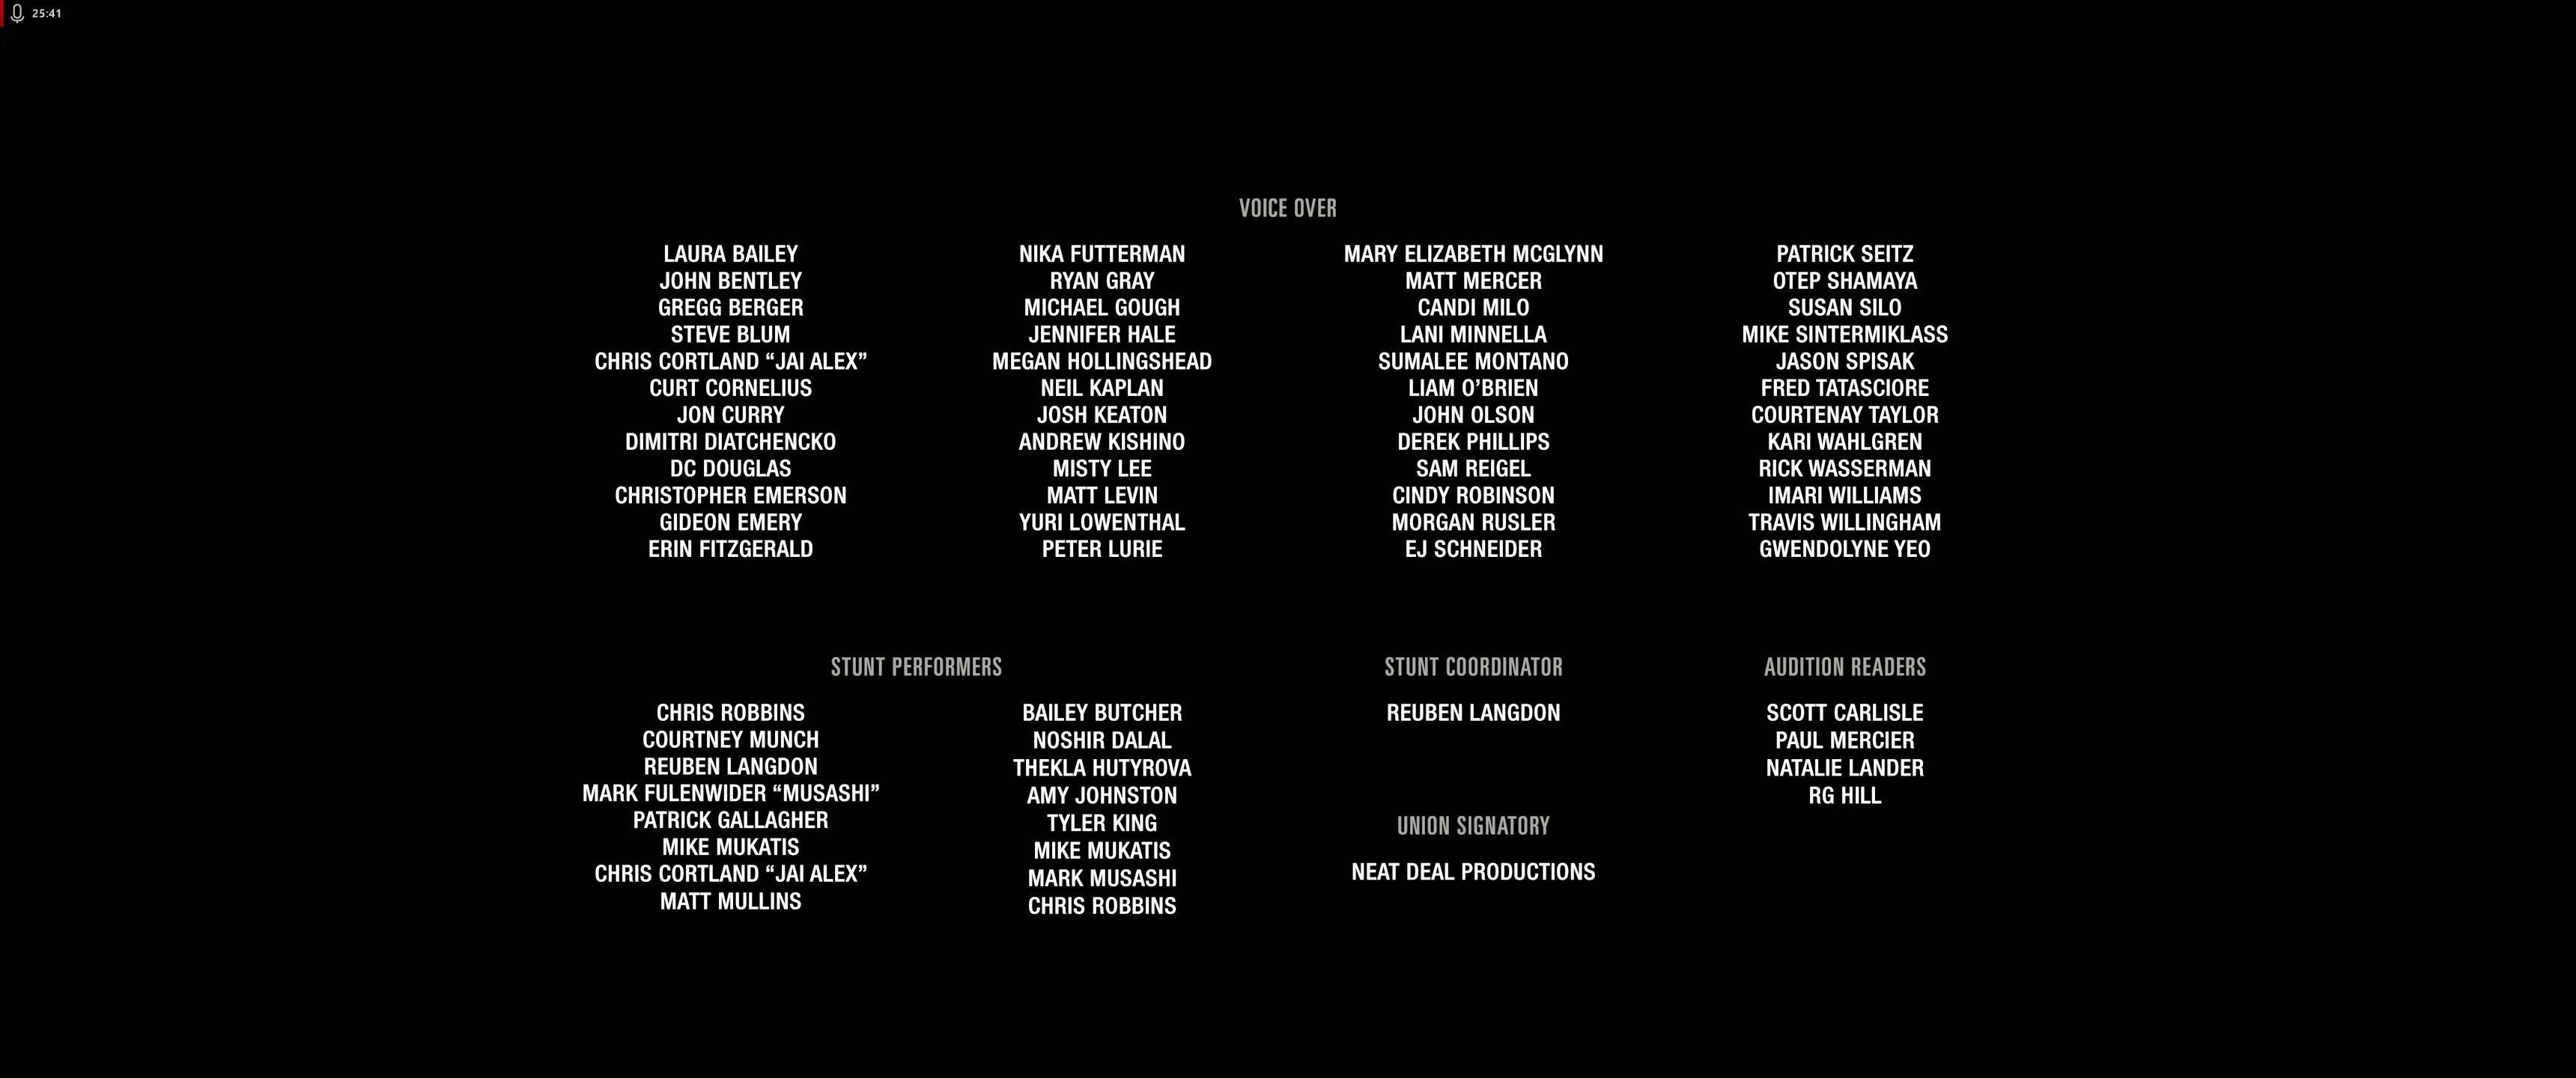 25:41
VOICE OVER
LAURA BAILEY
JOHN BENTLEY
GREGG BERGER
STEVE BLUM
CHRIS CORTLAND “JAI ALEX”
CURT CORNELIUS
JON CURRY
DIMITRI DIATCHENCKO
DC DOUGLAS
CHRISTOPHER EMERSON
GIDEON EMERY
ERIN FITZGERALD
NIKA FUTTERMAN
RYAN GRAY
MICHAEL GOUGH
JENNIFER HALE
MEGAN HOLLINGSHEAD
NEIL KAPLAN
JOSH KEATON
ANDREW KISHINO
MISTY LEE
MATT LEVIN
YURI LOWENTHAL
PETER LURIE
MARY ELIZABETH MCGLYNN
MATT MERCER
CANDI MILO
LANI MINNELLA
SUMALEE MONTANO
LIAM O’BRIEN
JOHN OLSON
DEREK PHILLIPS
SAM REIGEL
CINDY ROBINSON
MORGAN RUSLER
EJ SCHNEIDER
PATRICK SEITZ
OTEP SHAMAYA
SUSAN SILO
MIKE SINTERMIKLASS
JASON SPISAK
FRED TATASCIORE
COURTENAY TAYLOR
KARI WAHLGREN
RICK WASSERMAN
IMARI WILLIAMS
TRAVIS WILLINGHAM
GWENDOLYNE YEO
STUNT PERFORMERS
CHRIS ROBBINS
COURTNEY MUNCH
REUBEN LANGDON
MARK FULENWIDER “MUSASHI”
PATRICK GALLAGHER
MIKE MUKATIS
CHRIS CORTLAND “JAI ALEX”
MATT MULLINS
BAILEY BUTCHER
NOSHIR DALAL
THEKLA HUTYROVA
AMY JOHNSTON
TYLER KING
MIKE MUKATIS
MARK MUSASHI
CHRIS ROBBINS
STUNT COORDINATOR
REUBEN LANGDON
UNION SIGNATORY
NEAT DEAL PRODUCTIONS
AUDITION READERS
SCOTT CARLISLE
PAUL MERCIER
NATALIE LANDER
RG HILL